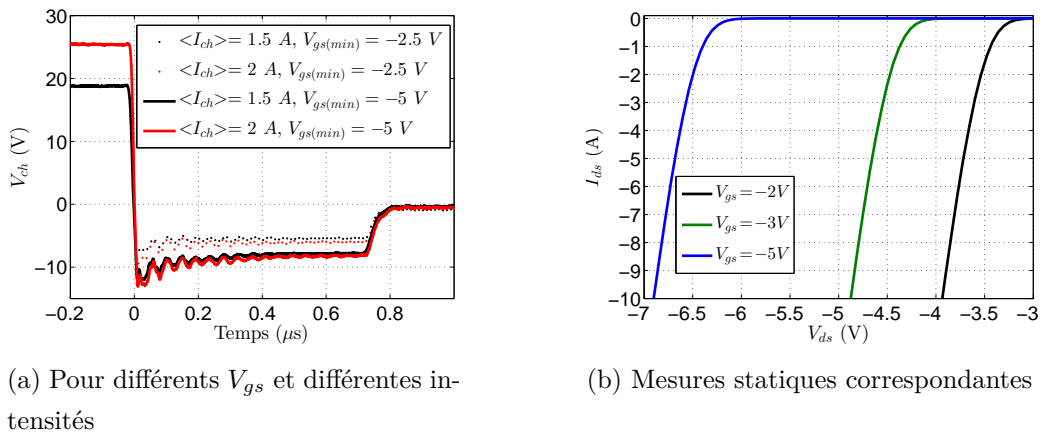 30
20
10
0
−10
V_ch (V)
<I_ch>= 1.5 A, V_gs(min) = −2.5 V
<I_ch>= 2 A, V_gs(min) = −2.5 V
<I_ch>= 1.5 A, V_gs(min) = −5 V
<I_ch>= 2 A, V_gs(min) = −5 V
−0.2 0 0.2 0.4 0.6 0.8
Temps (μs)
(a) Pour différents V_gs et différentes in-
tensités
0
−1
−2
−3
−4
−5
−6
−7
−8
−9
−10
I_ds (A)
V_gs=−2V
V_gs=−3V
V_gs=−5V
−7 −6.5 −6 −5.5 −5 −4.5 −4 −3.5 −3
V_ds (V)
(b) Mesures statiques correspondantes